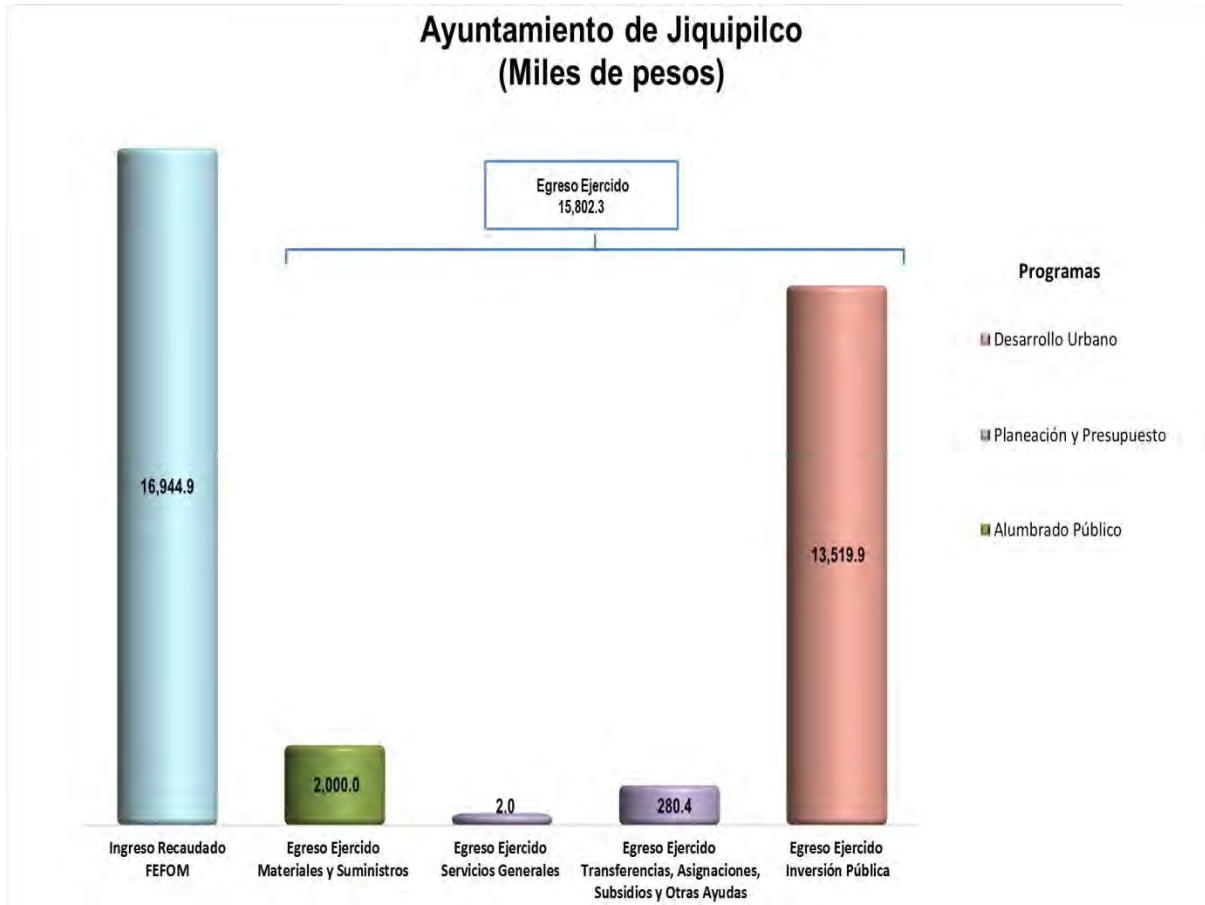 Ayuntamiento de Jiquipilco
(Miles de pesos)
Egreso Ejercido
15,802.3
Programas
Desarrollo Urbano
Planeación y Presupuesto
Alumbrado Público
16,944.9
2,000.0
2.0
280.4
13,519.9
Ingreso Recaudado
FEFOM
Egreso Ejercido
Materiales y Suministros
Egreso Ejercido
Servicios Generales
Egreso Ejercido
Transferencias, Asignaciones,
Subsidios y Otras Ayudas
Egreso Ejercido
Inversión Pública